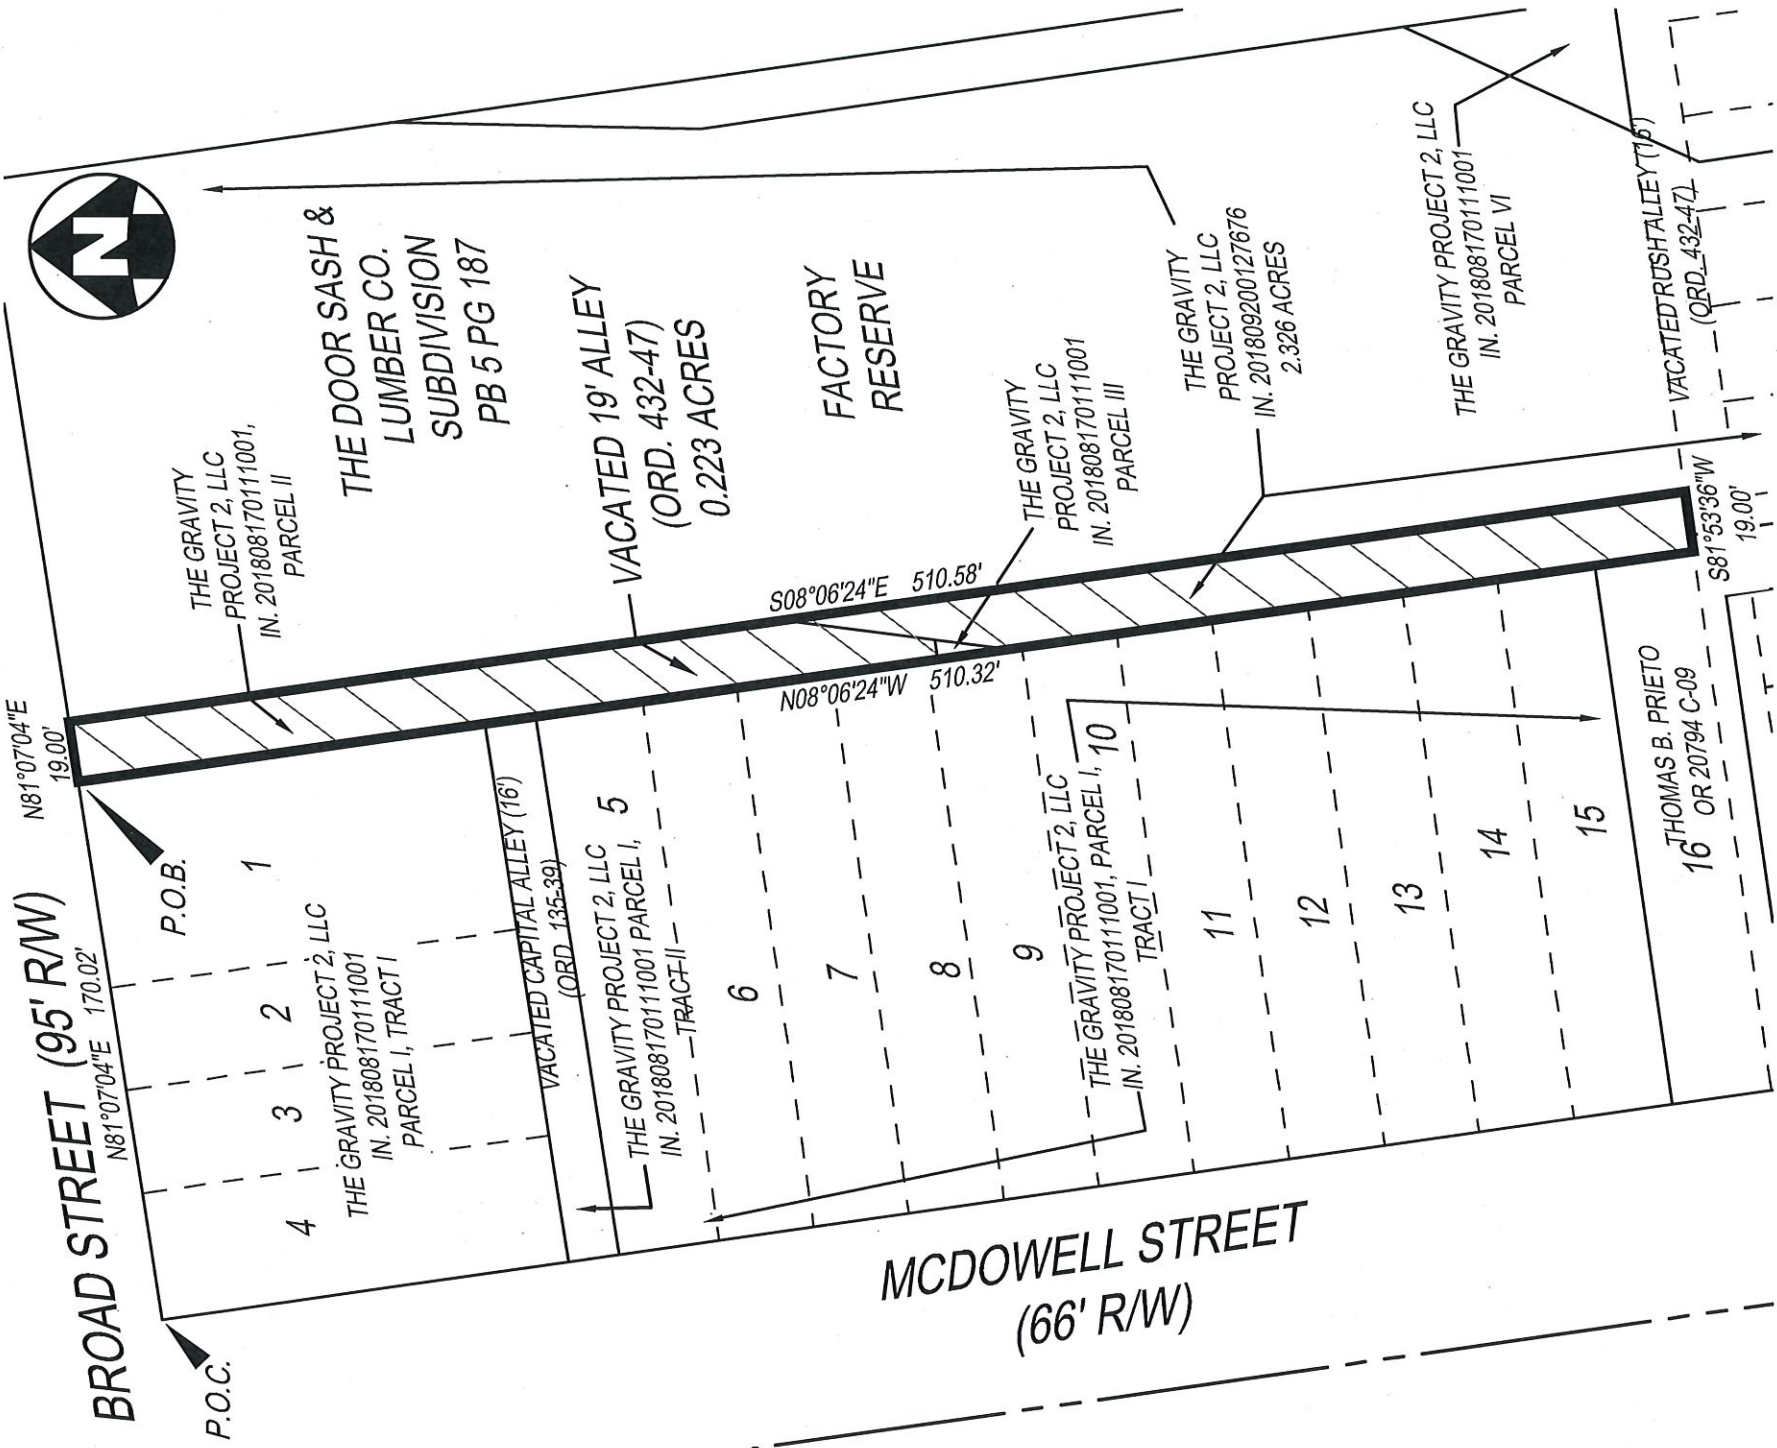 N
BROAD STREET (95' R/W)
N81°07'04"E 170.02'
N81°07'04"E
19.00'
P.O.C.
P.O.B.
THE GRAVITY
PROJECT 2, LLC
IN. 201808170111001,
PARCEL II
THE DOOR SASH &
LUMBER CO.
SUBDIVISION
PB 5 PG 187
VACATED 19' ALLEY
(ORD. 432-47)
0.223 ACRES
FACTORY
RESERVE
1
2
3
4
THE GRAVITY PROJECT 2, LLC
IN. 201808170111001
PARCEL I, TRACT I
VACATED CAPITAL ALLEY (16')
(ORD. 135-39)
THE GRAVITY PROJECT 2, LLC
IN. 201808170111001 PARCEL I,
TRACT II
5
6
7
8
9
10
11
12
13
14
15
16
S08°06'24"E 510.58'
N08°06'24"W 510.32'
THE GRAVITY
PROJECT 2, LLC
IN. 201808170111001
PARCEL III
THE GRAVITY
PROJECT 2, LLC
IN. 201809200127676
2.326 ACRES
THE GRAVITY PROJECT 2, LLC
IN. 201808170111001
PARCEL VI
THE GRAVITY PROJECT 2, LLC
IN. 201808170111001, PARCEL I,
TRACT I
VACATED RUSH ALLEY (15')
(ORD. 432-47)
S81°53'36"W
19.00'
THOMAS B. PRIETO
OR 20794 C-09
MCDOWELL STREET
(66' R/W)